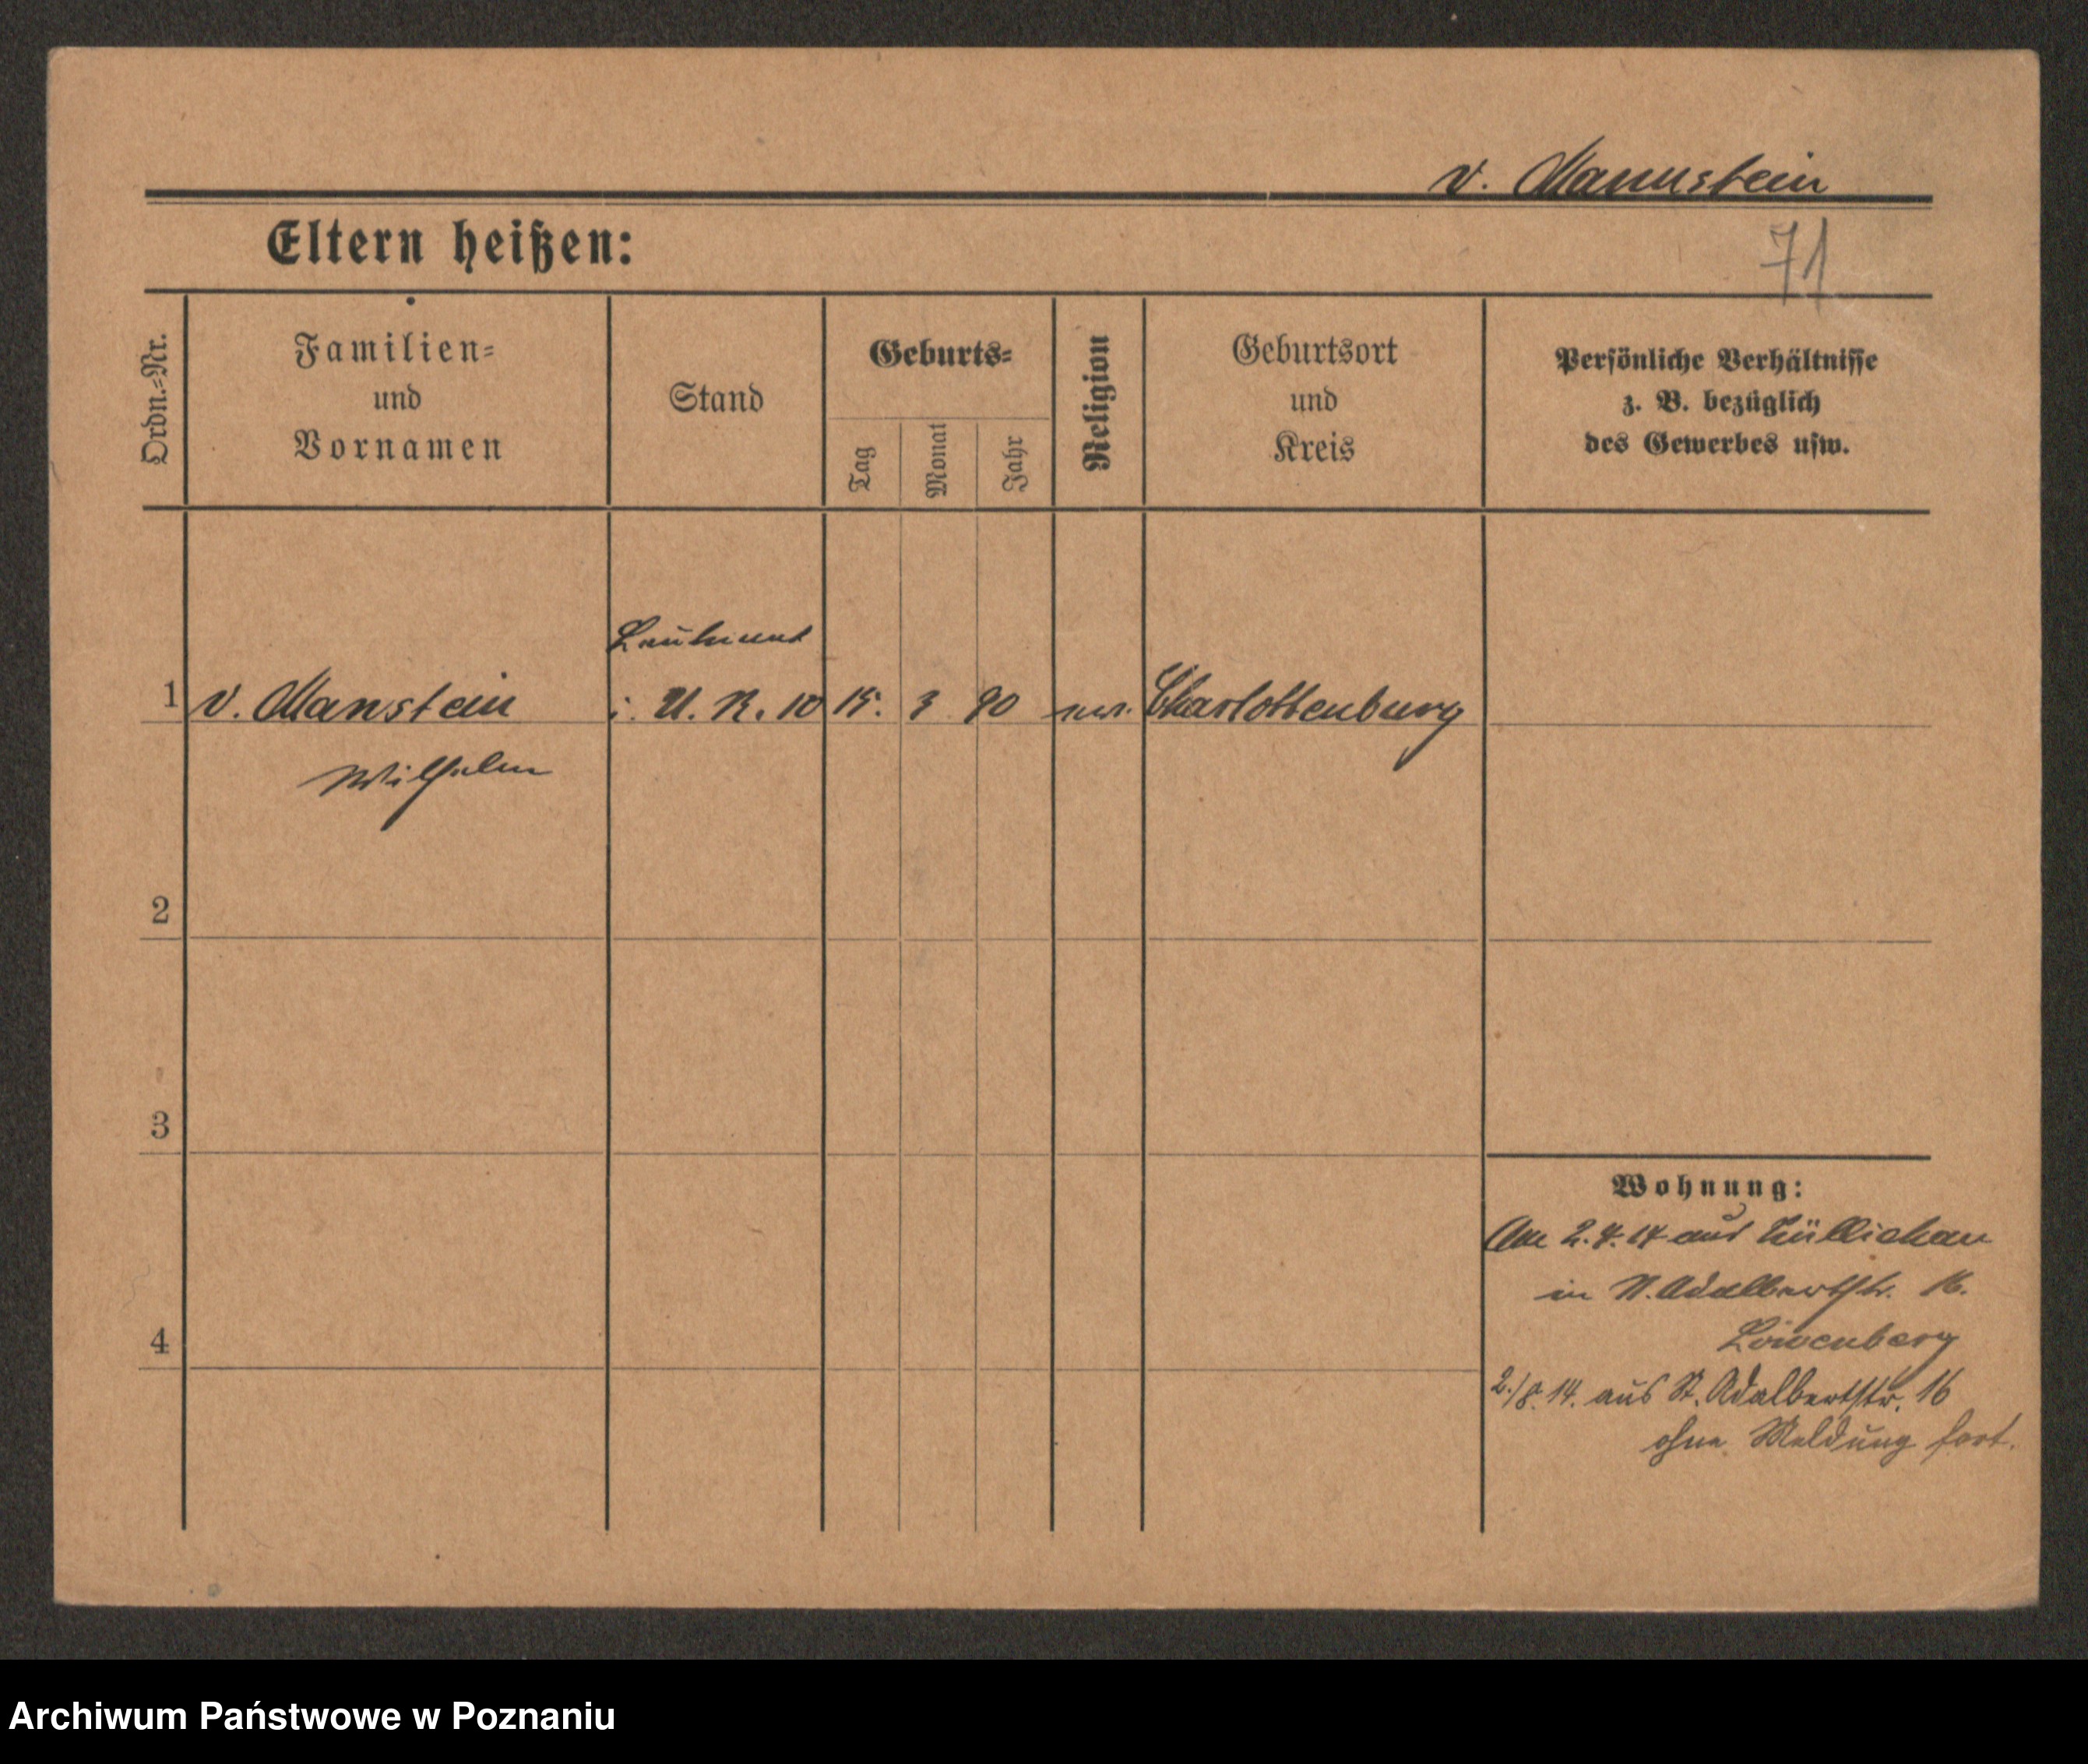 v. Mannstein
Eltern heißen:
71
Ordn.-Nr.
Familien-
und
Vornamen
Stand
Geburts-
Tag
Monat
Jahr
Religion
Geburtsort
und
Kreis
Persönliche Verhältnisse
z. B. bezüglich
des Gewerbes usw.
Leutnant
1 v. Manstein i. U. R. 10 15. 3 90 ev. Charlottenburg
Wilhelm
2
3
4
Wohnung:
Am 2.4.14 aus Züllichau
in St. Adalbertstr. 16.
Löwenberg
2./8. 14. aus St. Adalbertstr. 16
ohne Meldung fort.
Archiwum Państwowe w Poznaniu